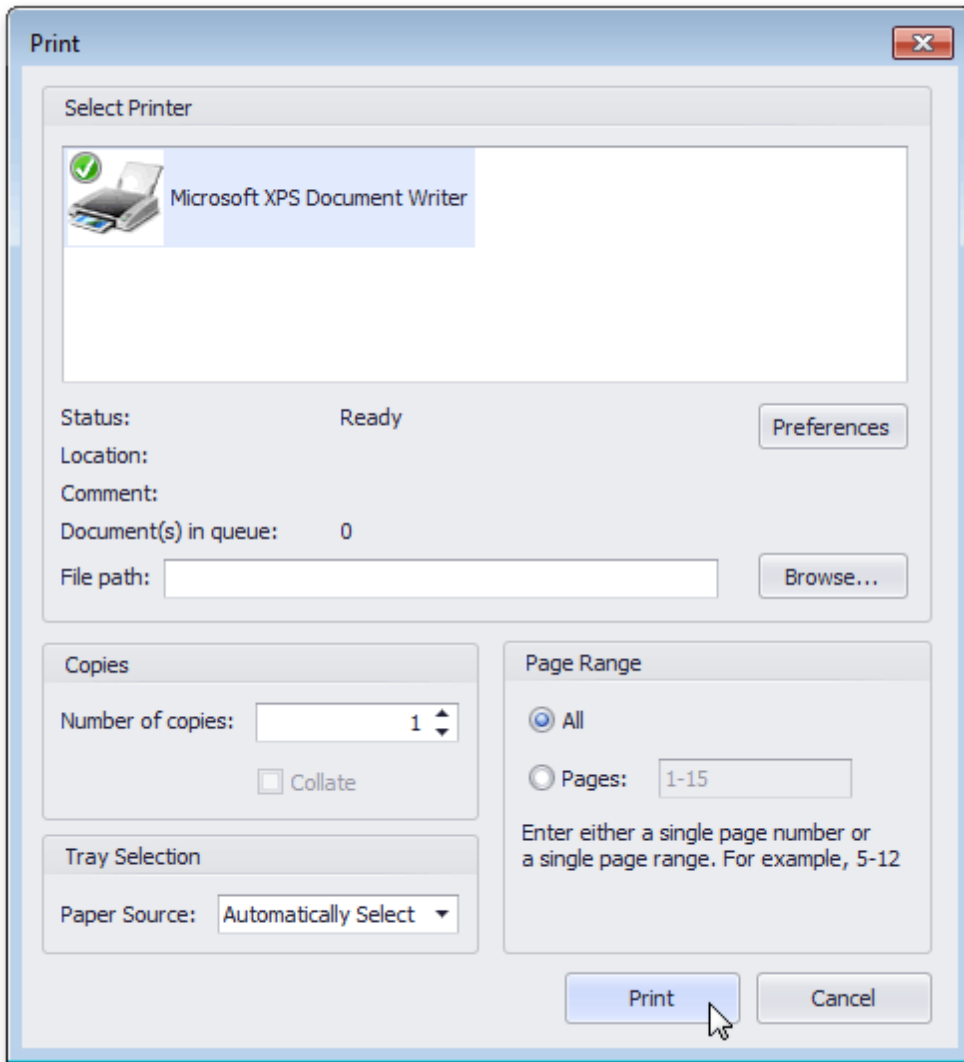 Print
Select Printer
Microsoft XPS Document Writer
Status: Ready
Preferences
Location:
Comment:
Document(s) in queue: 0
File path:
Browse...
Copies
Number of copies: 1
Collate
Tray Selection
Paper Source: Automatically Select
Page Range
All
Pages: 1-15
Enter either a single page number or
a single page range. For example, 5-12
Print
Cancel